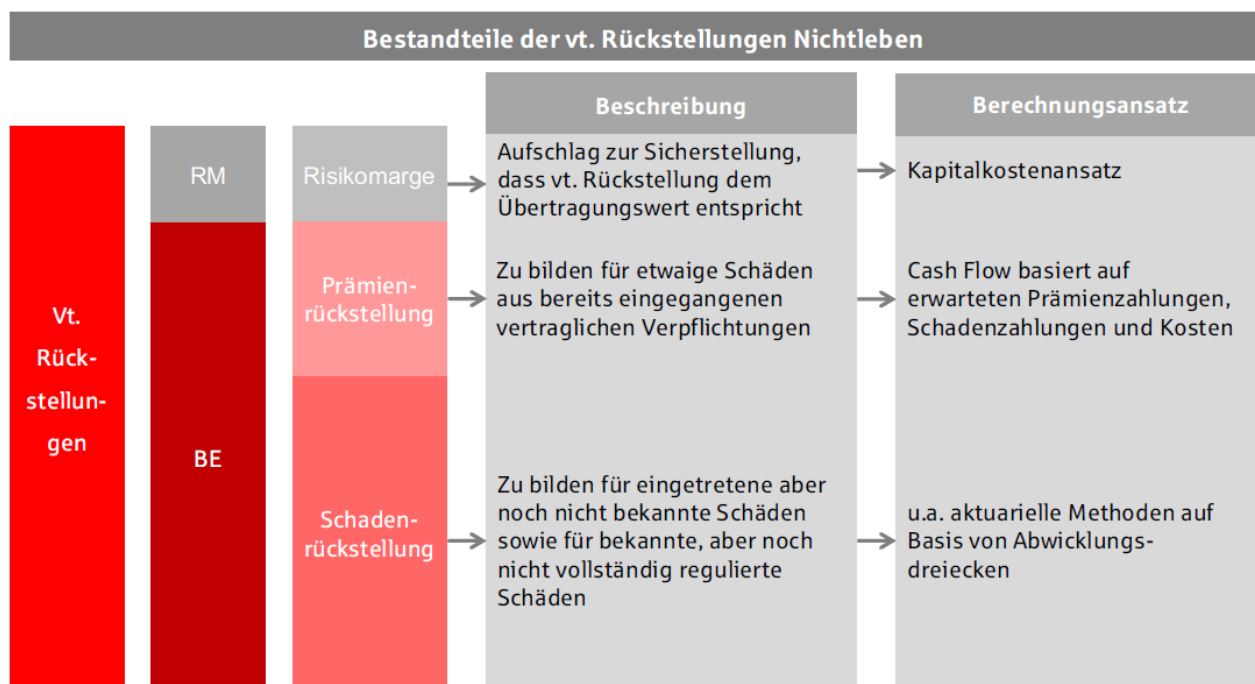 Bestandteile der vt. Rückstellungen Nichtleben
Beschreibung
Berechnungsansatz
Vt.
Rück-
stellun-
gen
RM
BE
Risikomarge
Aufschlag zur Sicherstellung,
dass vt. Rückstellung dem
Übertragungswert entspricht
Kapitalkostenansatz
Prämien-
rückstellung
Zu bilden für etwaige Schäden
aus bereits eingegangenen
vertraglichen Verpflichtungen
Cash Flow basiert auf
erwarteten Prämienzahlungen,
Schadenzahlungen und Kosten
Schaden-
rückstellung
Zu bilden für eingetretene aber
noch nicht bekannte Schäden
sowie für bekannte, aber noch
nicht vollständig regulierte
Schäden
u.a. aktuarielle Methoden auf
Basis von Abwicklungs-
dreiecken